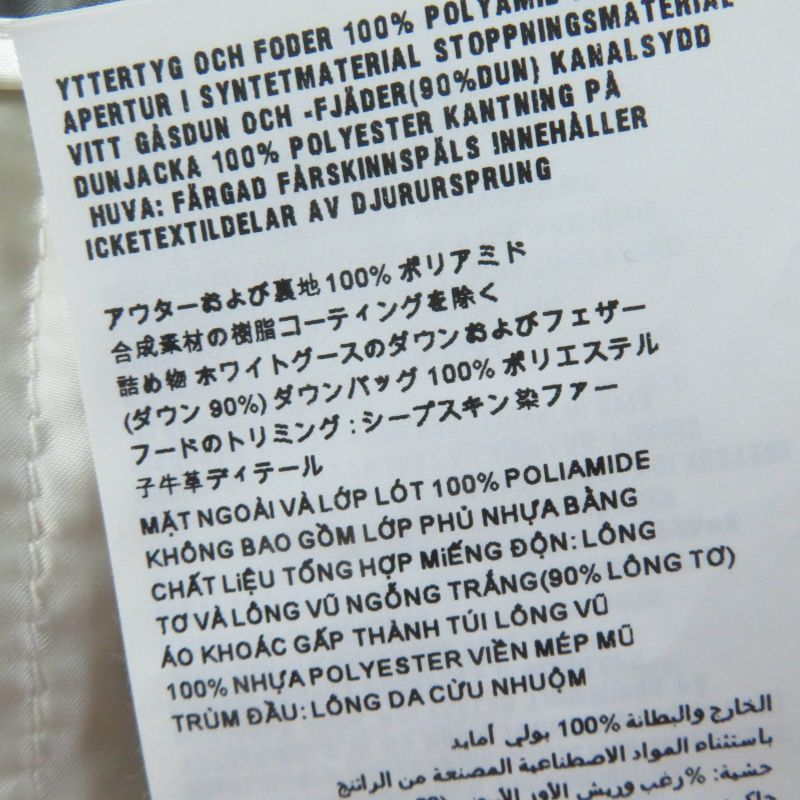 YTTERTYG OCH FODER 100% POLYAMID
APERTUR I SYNTETMATERIAL STOPPNINGSMATERIAL
VITT GÅSDUN OCH -FJÄDER(90%DUN) KANALSYDD
DUNJACKA 100% POLYESTER KANTNING PÅ
HUVA: FÄRGAD FÅRSKINNSPÄLS INNEHÅLLER
ICKETEXTILDELAR AV DJURURSPRUNG
アウターおよび裏地100% ポリアミド
合成素材の樹脂コーティングを除く
詰め物 ホワイトグースのダウンおよびフェザー
(ダウン 90%) ダウンバッグ 100% ポリエステル
フードのトリミング : シープスキン染ファー
子牛革ディテール
MẶT NGOÀI VÀ LỚP LÓT 100% POLIAMIDE
KHÔNG BAO GỒM LỚP PHỦ NHỰA BẰNG
CHẤT LIỆU TỔNG HỢP MIẾNG ĐỘN: LÔNG
TƠ VÀ LÔNG VŨ NGỖNG TRẮNG(90% LÔNG TƠ)
ÁO KHOÁC GẤP THÀNH TÚI LÔNG VŨ
100% NHỰA POLYESTER VIỀN MÉP MŨ
TRÙM ĐẦU: LÔNG DA CỪU NHUỘM
الخارج والبطانة 100% بولي أمايد
باستثناء المواد الاصطناعية المصنعة من الراتنج
حشية: %رغب وريش الأوز